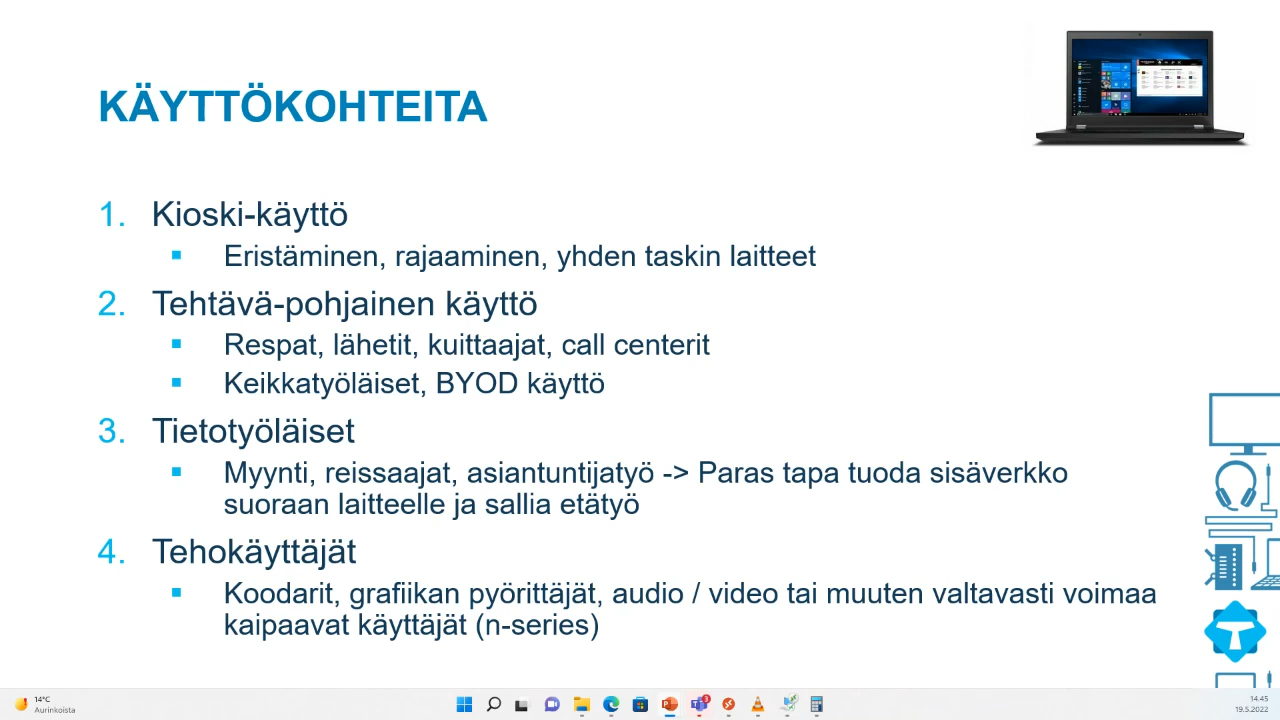 KÄYTTÖKOHTEITA
1. Kioski-käyttö
▪ Eristäminen, rajaaminen, yhden taskin laitteet
2. Tehtävä-pohjainen käyttö
▪ Respat, lähetit, kuittaajat, call centerit
▪ Keikkatyöläiset, BYOD käyttö
3. Tietotyöläiset
▪ Myynti, reissaajat, asiantuntijatyö -> Paras tapa tuoda sisäverkko
suoraan laitteelle ja sallia etätyö
4. Tehokäyttäjät
▪ Koodarit, grafiikan pyörittäjät, audio / video tai muuten valtavasti voimaa
kaipaavat käyttäjät (n-series)
14°C
Aurinkoista
14.45
19.5.2022